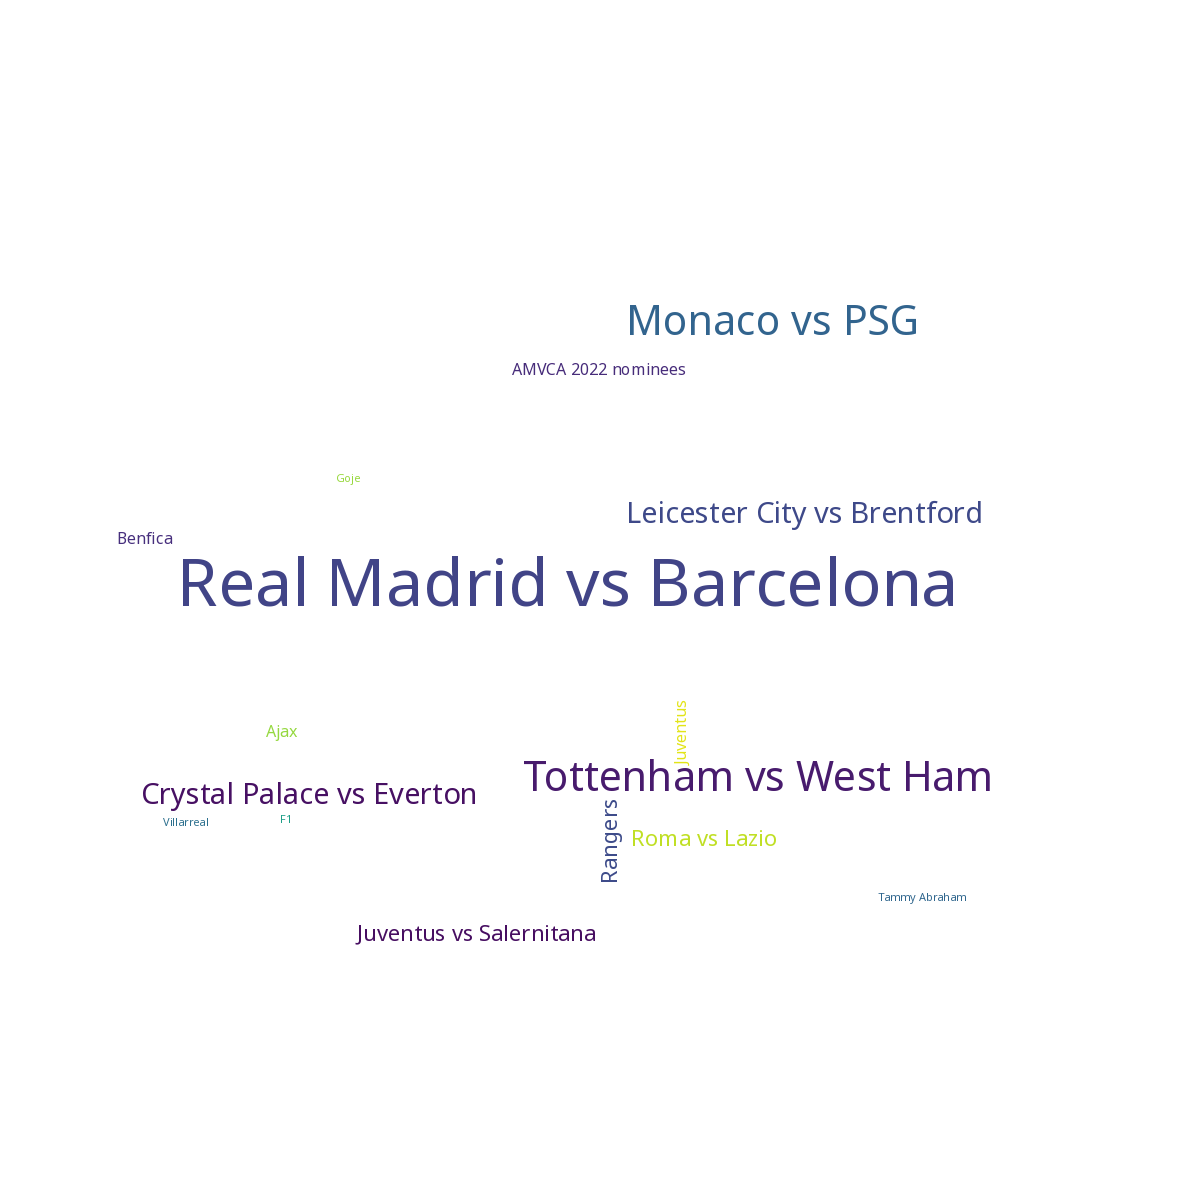 Monaco vs PSG
AMVCA 2022 nominees
Goje
Leicester City vs Brentford
Benfica
Real Madrid vs Barcelona
Juventus
Ajax
Tottenham vs West Ham
Crystal Palace vs Everton
Villarreal
F1
Rangers
Roma vs Lazio
Tammy Abraham
Juventus vs Salernitana